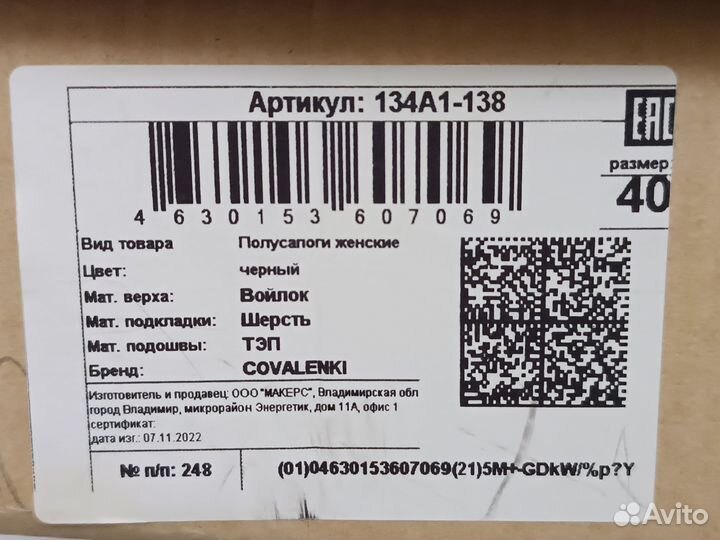 Артикул: 134А1-138
ЕАС
размер:
40
4 630153 607069
Вид товара Полусапоги женские
Цвет: черный
Мат. верха: Войлок
Мат. подкладки: Шерсть
Мат. подошвы: ТЭП
Бренд: COVALENKI
Изготовитель и продавец: ООО "МАКЕРС", Владимирская обл
город Владимир, микрорайон Энергетик, дом 11А, офис 1
сертификат:
дата изг.: 07.11.2022
№ п/п: 248
(01)04630153607069(21)5M+-GDkW/%p?Y
Avito